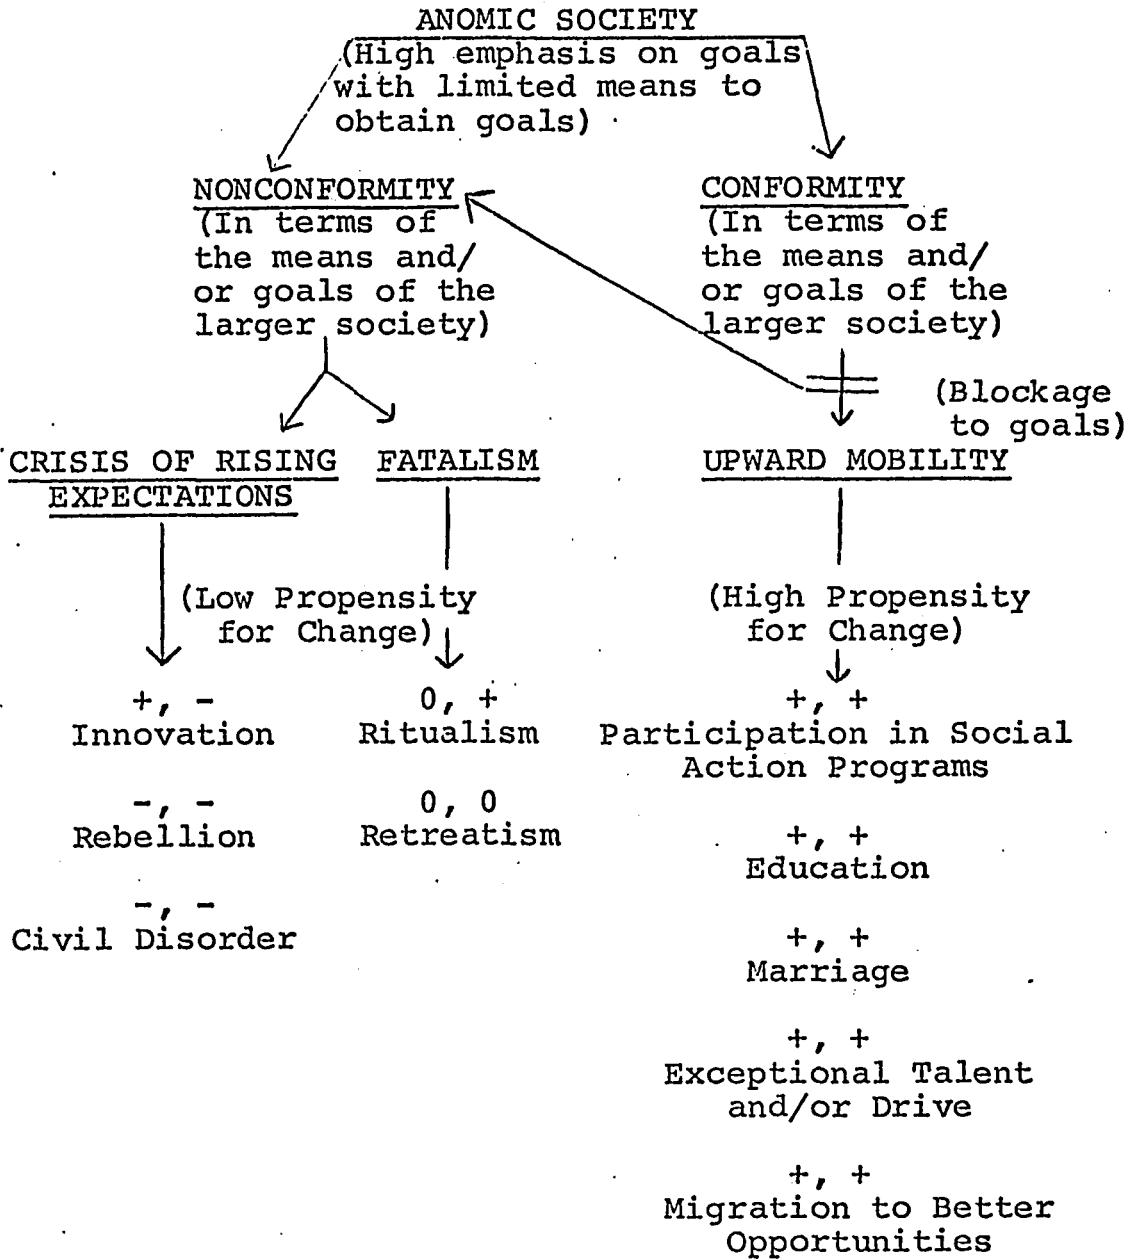 ANOMIC SOCIETY
(High emphasis on goals
with limited means to
obtain goals)
NONCONFORMITY
(In terms of
the means and/
or goals of the
larger society)
CONFORMITY
(In terms of
the means and/
or goals of the
larger society)
(Blockage
to goals)
CRISIS OF RISING
EXPECTATIONS
FATALISM
UPWARD MOBILITY
(Low Propensity
for Change)
(High Propensity
for Change)
+, -
Innovation
-, -
Rebellion
-, -
Civil Disorder
0, +
Ritualism
0, 0
Retreatism
+, +
Participation in Social
Action Programs
+, +
Education
+, +
Marriage
+, +
Exceptional Talent
and/or Drive
+, +
Migration to Better
Opportunities